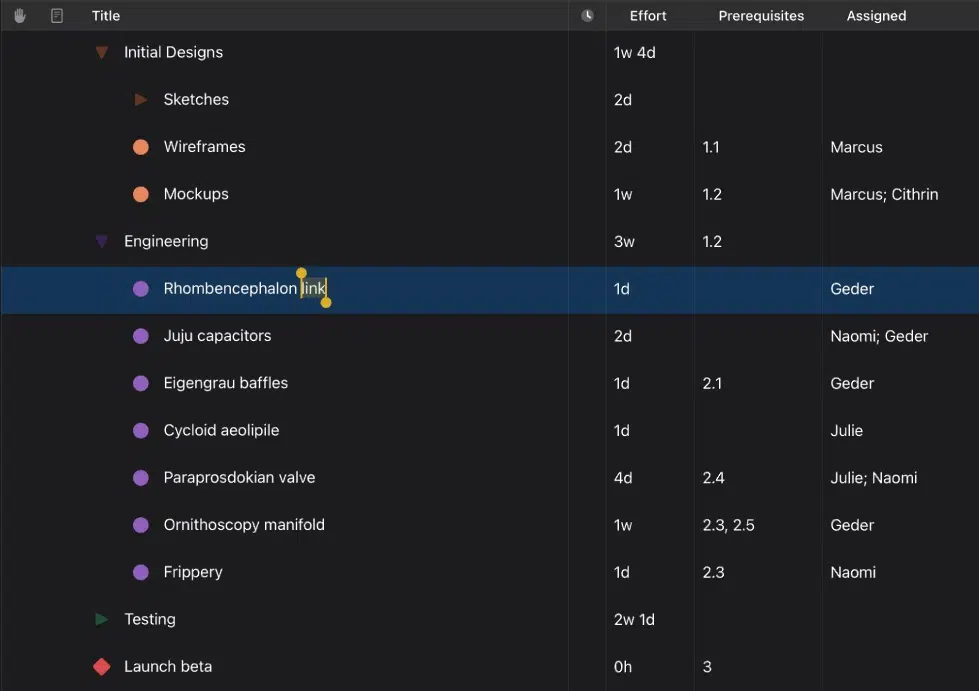 Title Effort Prerequisites Assigned
Initial Designs 1w 4d
Sketches 2d
Wireframes 2d 1.1 Marcus
Mockups 1w 1.2 Marcus; Cithrin
Engineering 3w 1.2
Rhombencephalon link 1d Geder
Juju capacitors 2d Naomi; Geder
Eigengrau baffles 1d 2.1 Geder
Cycloid aeolipile 1d Julie
Paraprosdokian valve 4d 2.4 Julie; Naomi
Ornithoscopy manifold 1w 2.3, 2.5 Geder
Frippery 1d 2.3 Naomi
Testing 2w 1d
Launch beta 0h 3